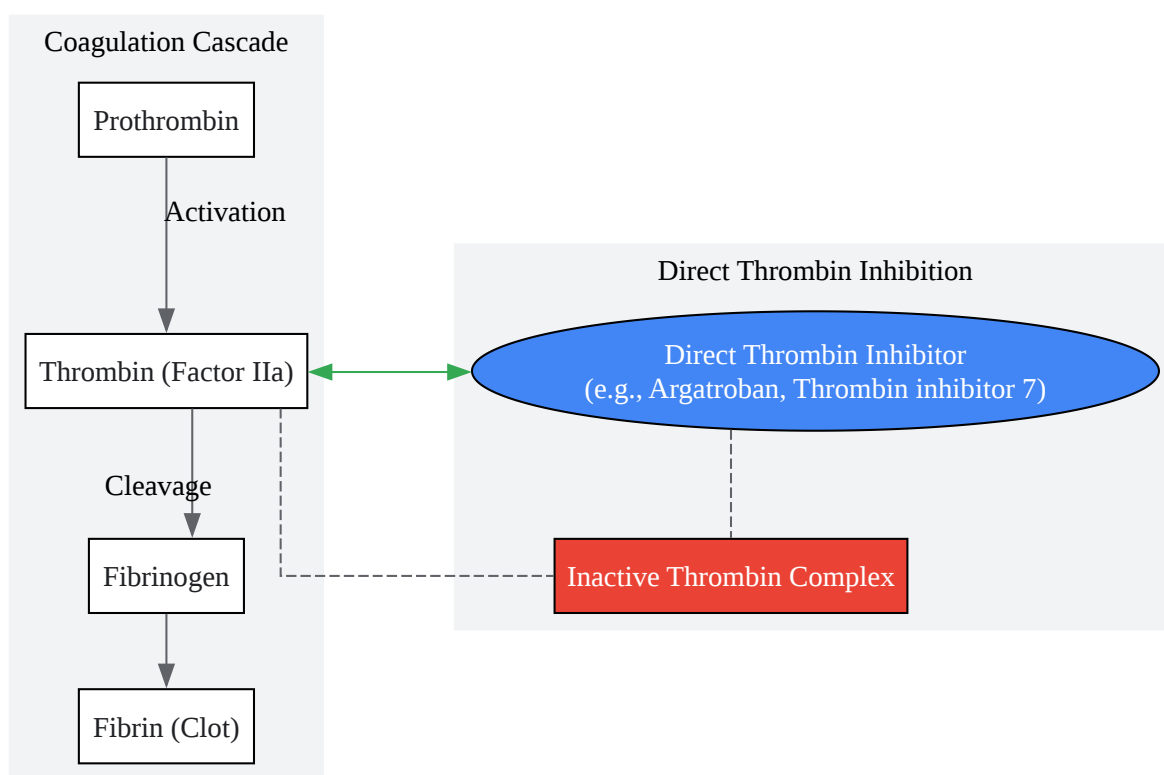 Coagulation Cascade
Prothrombin
Activation
Thrombin (Factor IIa)
Cleavage
Fibrinogen
Fibrin (Clot)
Direct Thrombin Inhibition
Direct Thrombin Inhibitor
(e.g., Argatroban, Thrombin inhibitor 7)
Inactive Thrombin Complex